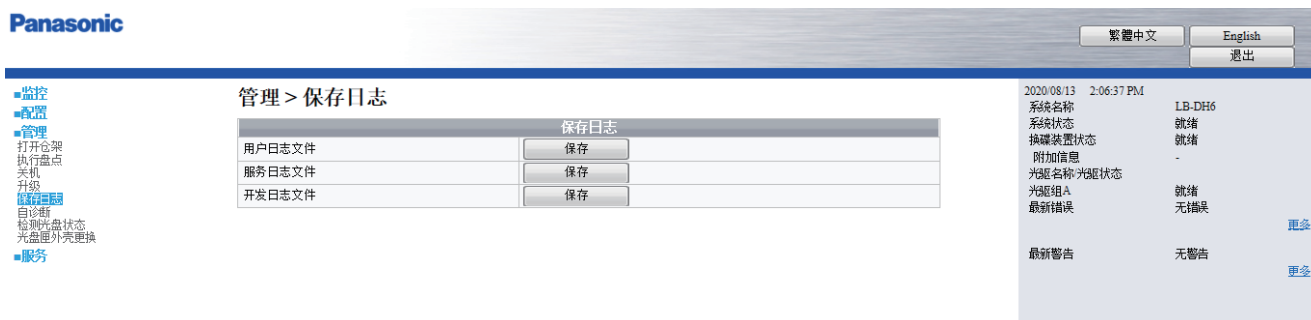 Panasonic
繁體中文
English
退出
■监控
■配置
■管理
打开仓架
执行盘点
关机
升级
保存日志
自诊断
检测光盘状态
光盘匣外壳更换
■服务
管理 > 保存日志
保存日志
用户日志文件 保存
服务日志文件 保存
开发日志文件 保存
2020/08/13 2:06:37 PM
系统名称 LB-DH6
系统状态 就绪
换碟装置状态 就绪
附加信息 -
光驱名称/光驱状态
光驱组A 就绪
最新错误 无错误
更多
最新警告 无警告
更多